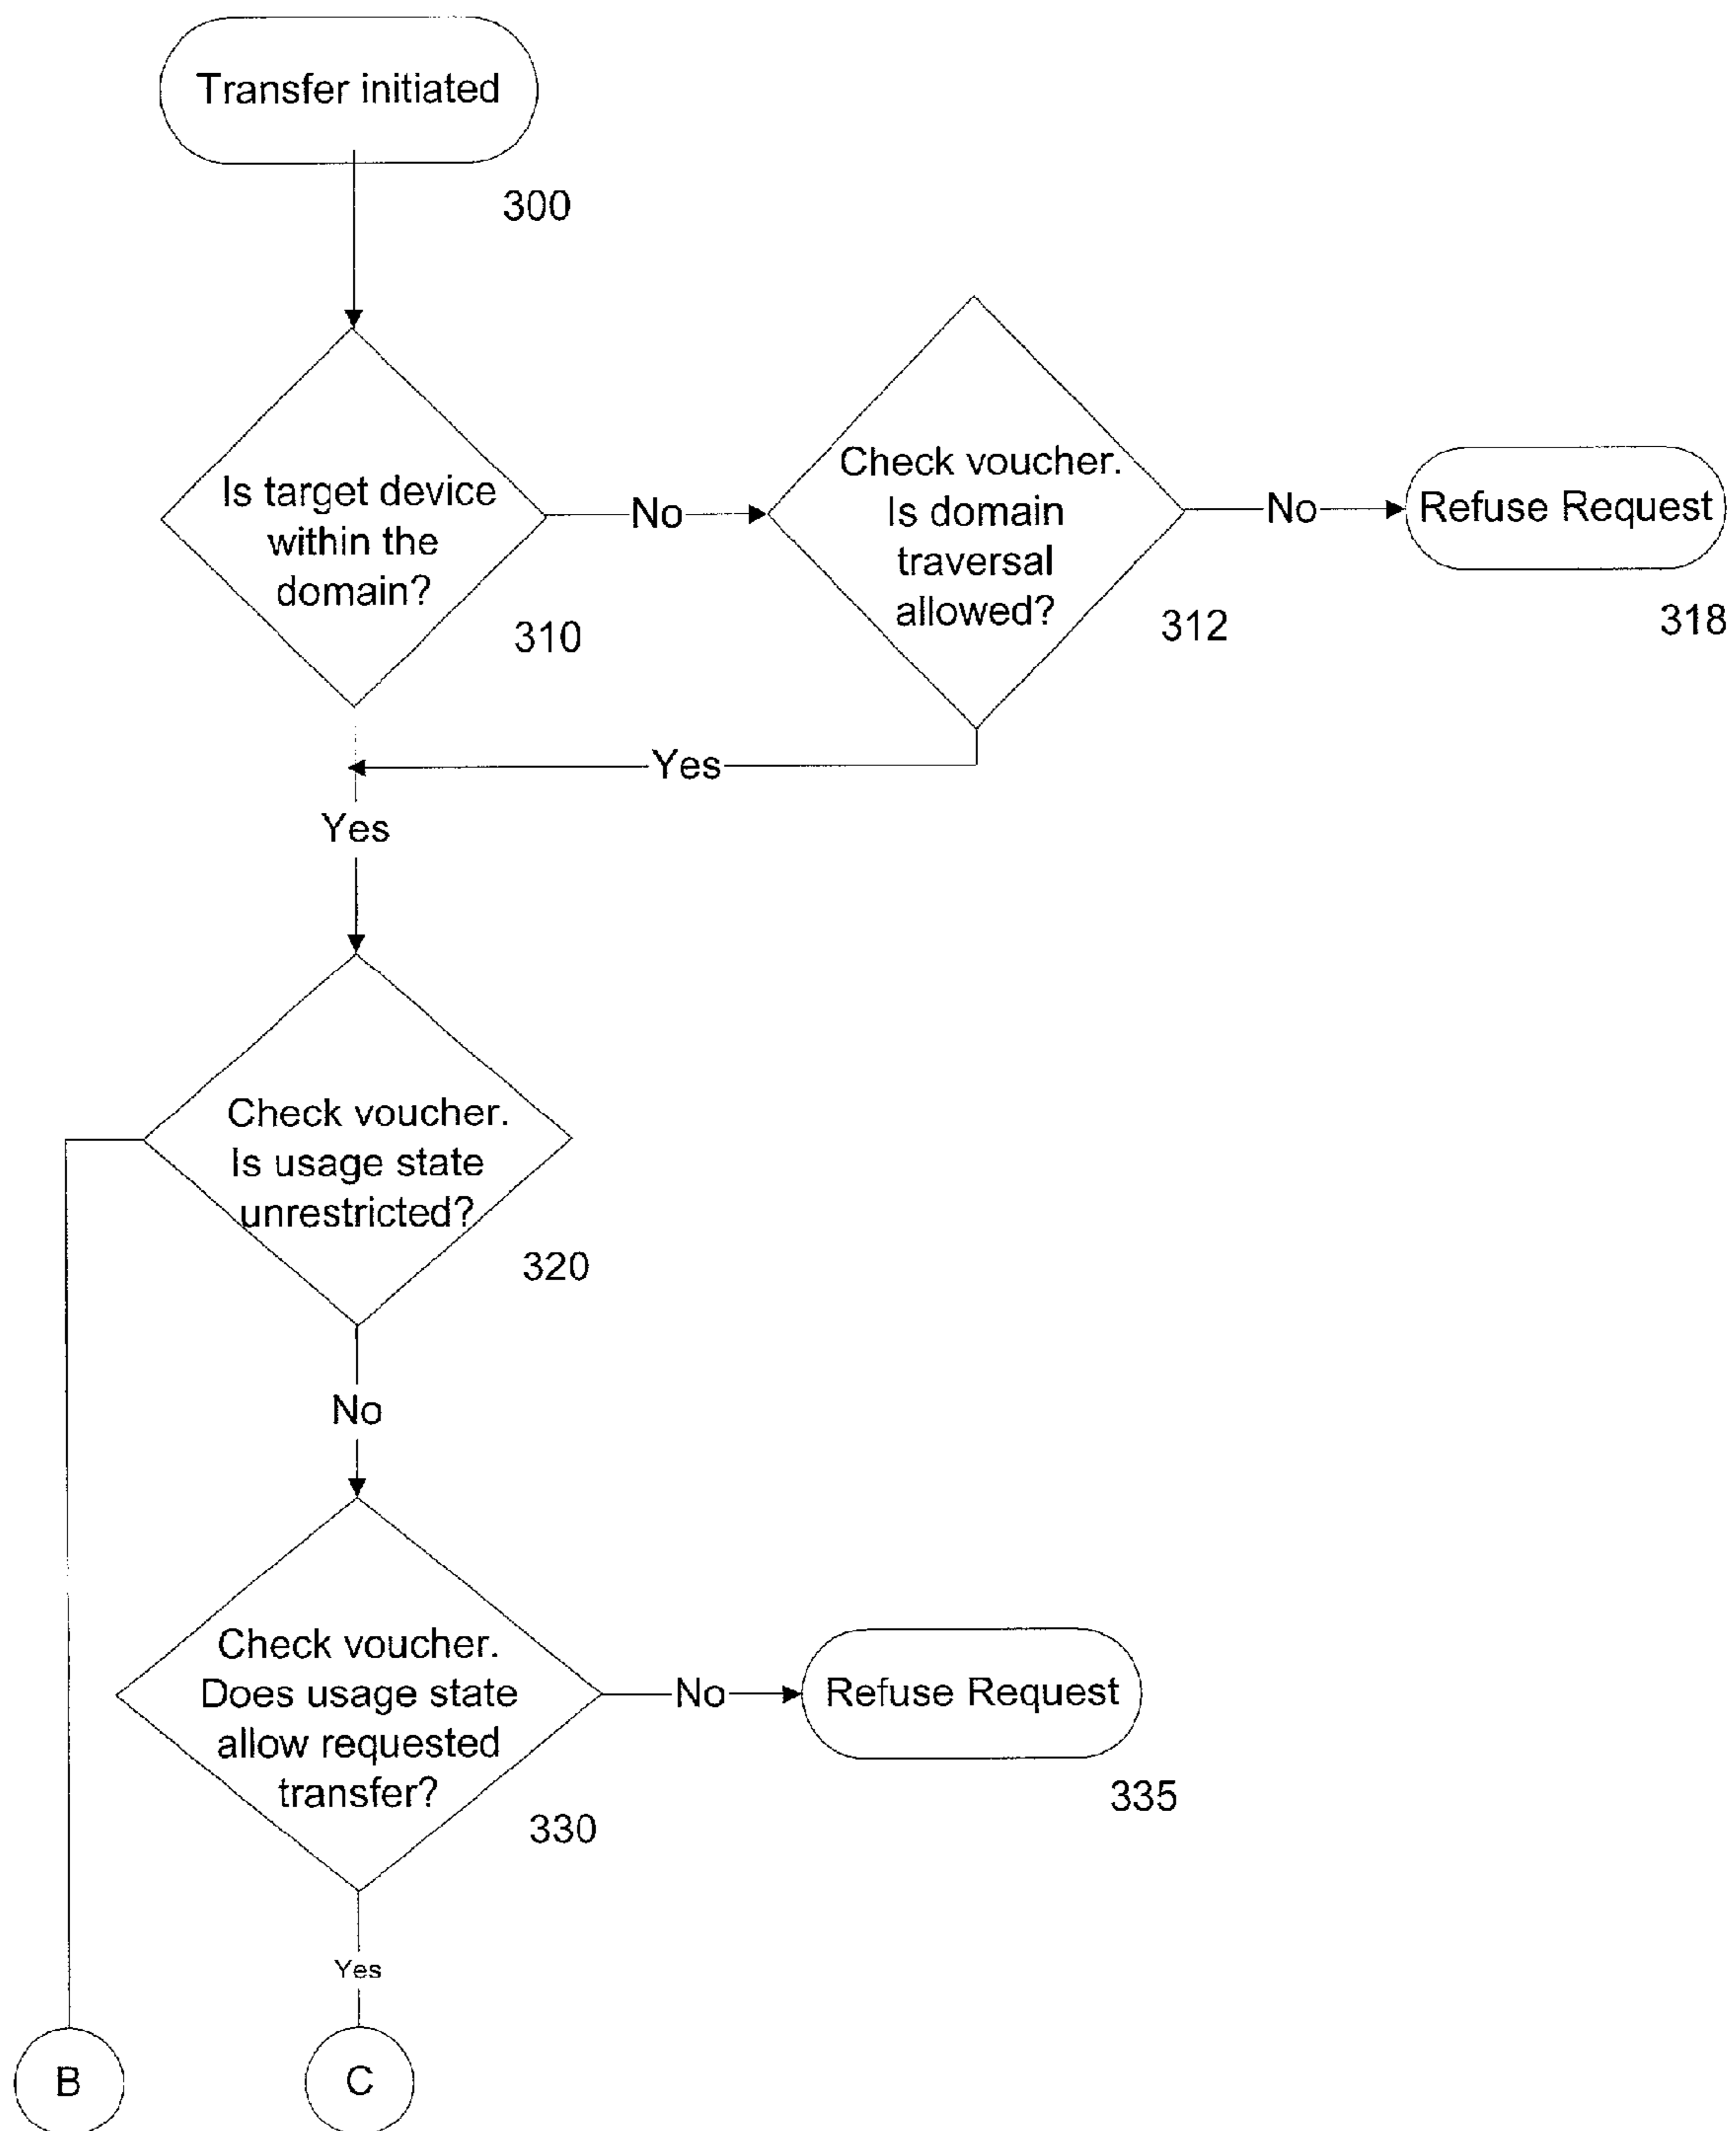 Transfer initiated
300
Is target device
within the
domain?
310
No
Check voucher.
Is domain
traversal
allowed?
312
No
Refuse Request
318
Yes
Yes
Check voucher.
Is usage state
unrestricted?
320
No
Check voucher.
Does usage state
allow requested
transfer?
330
No
Refuse Request
335
Yes
B
C